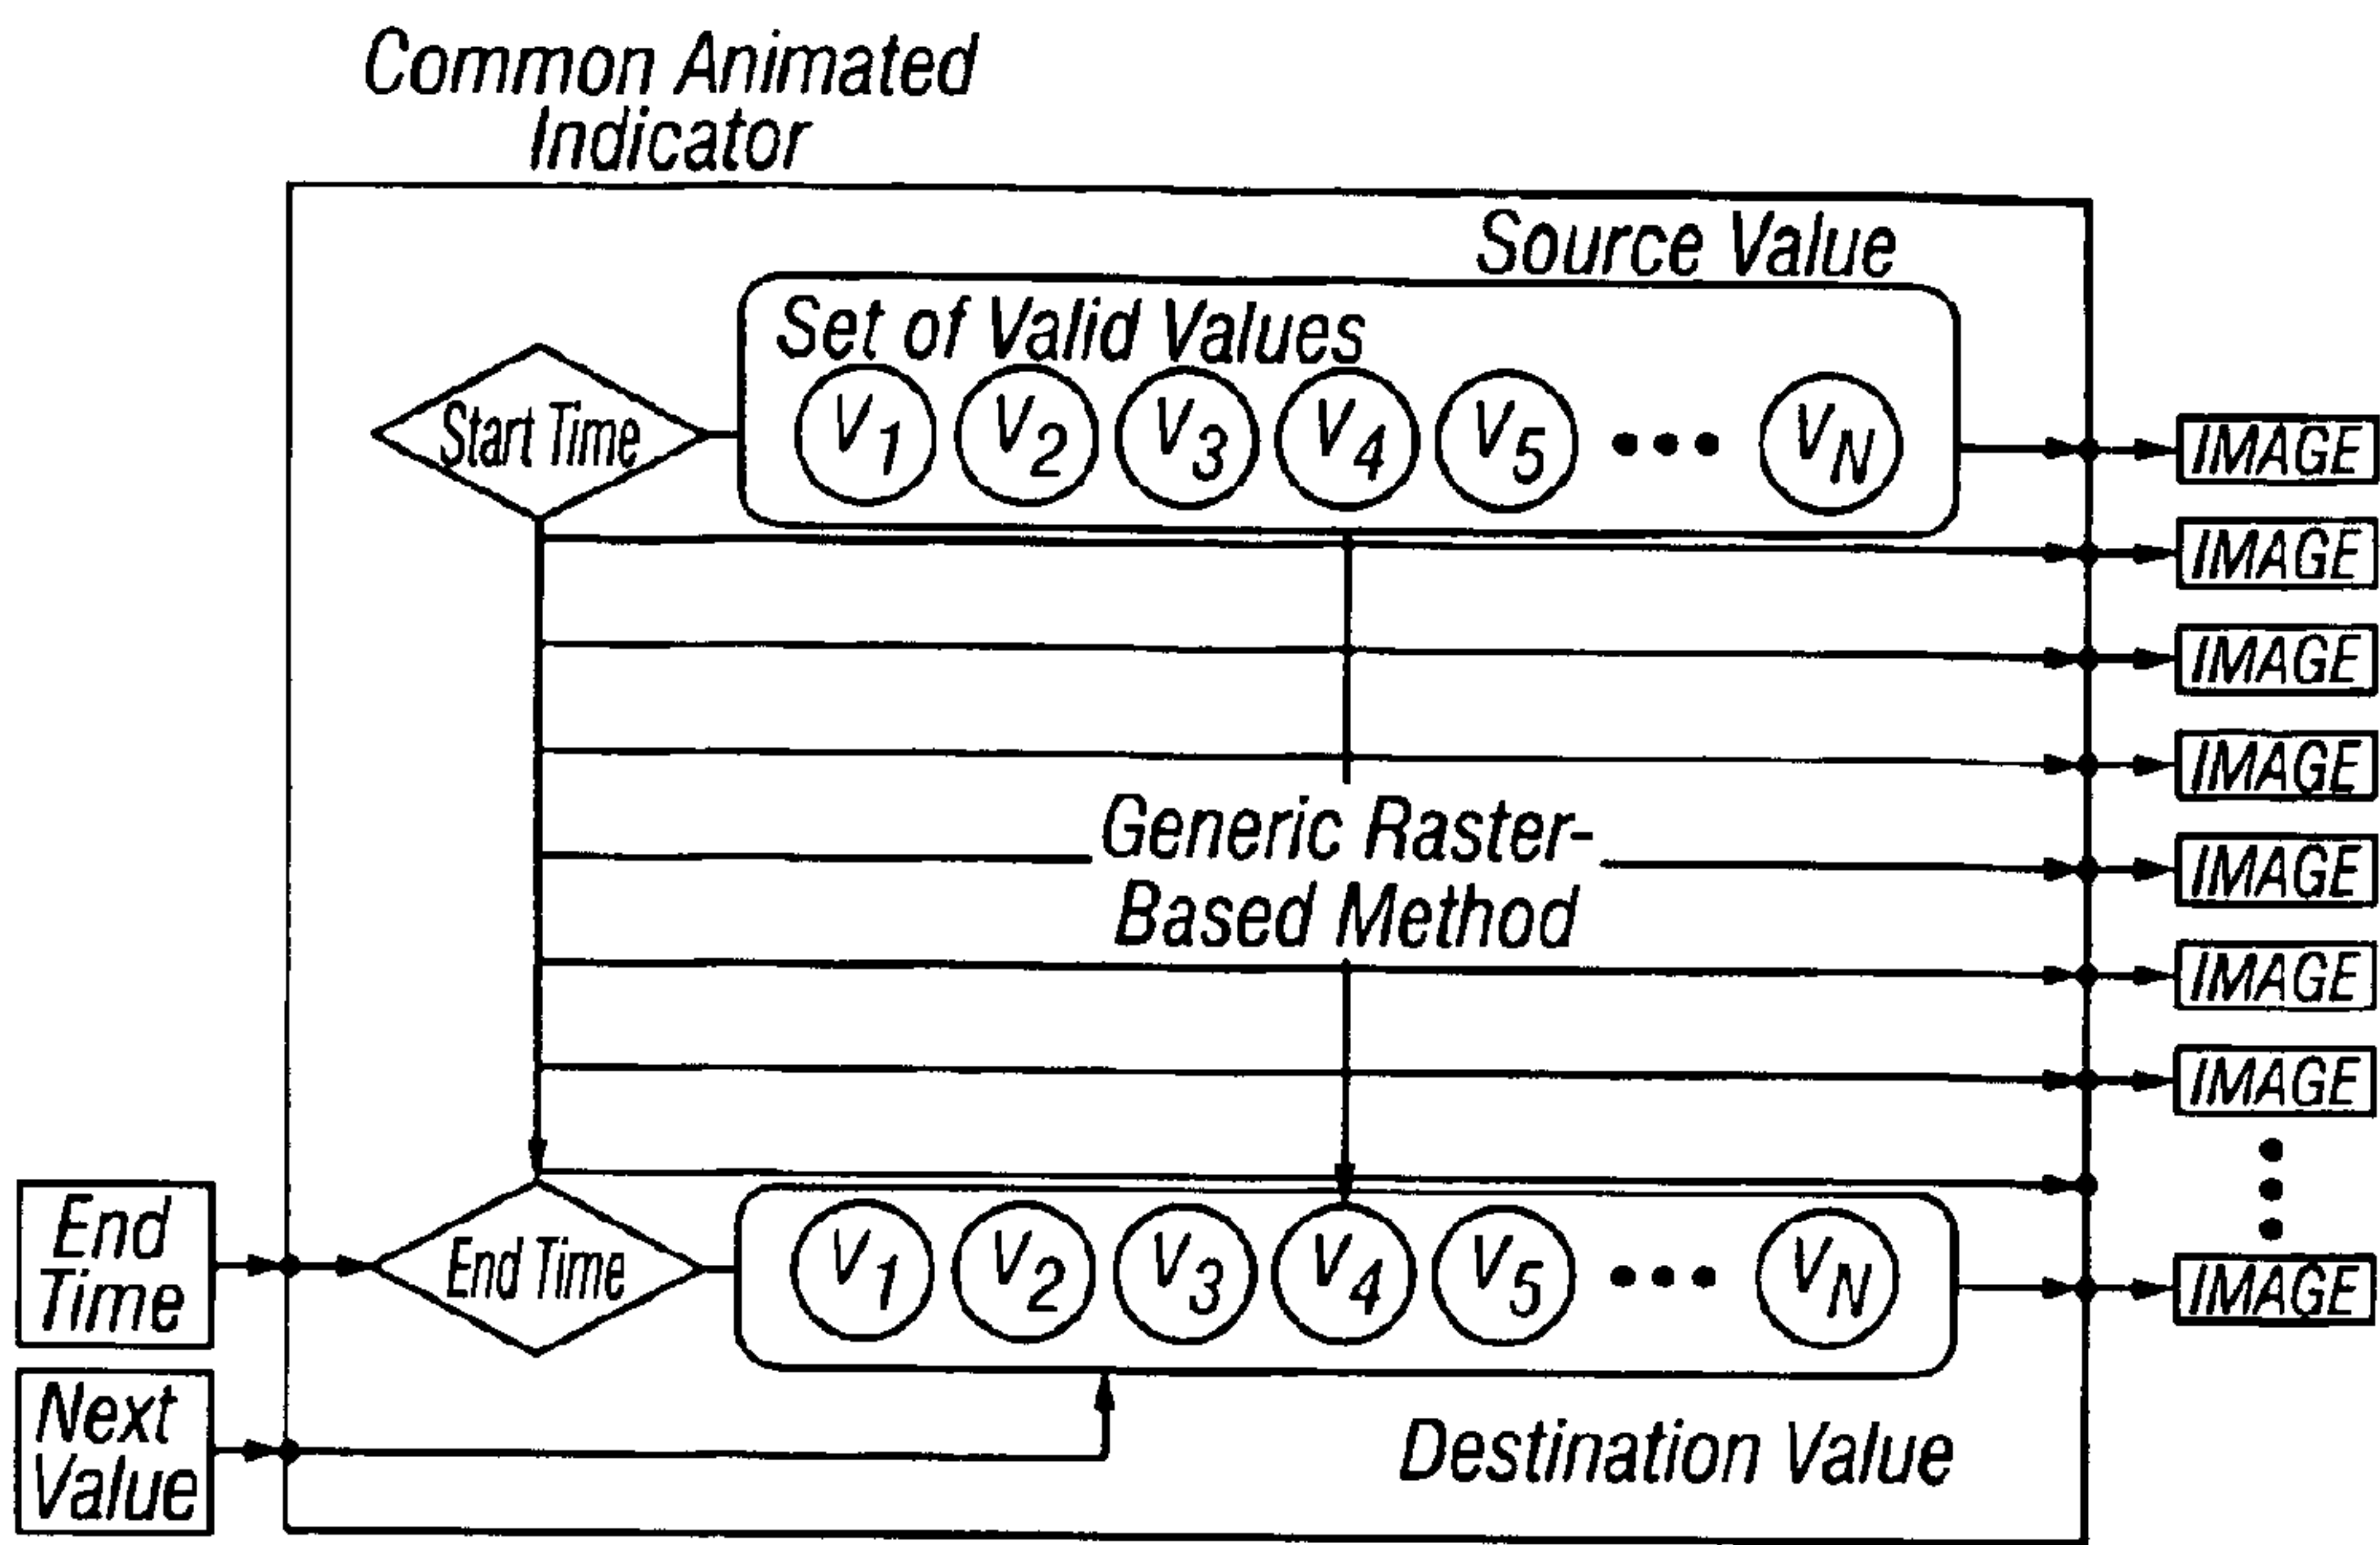 Common Animated
Indicator
Source Value
Set of Valid Values
Start Time
V1 V2 V3 V4 V5 ••• VN
IMAGE
IMAGE
IMAGE
IMAGE
Generic Raster-
Based Method
IMAGE
IMAGE
IMAGE
End
Time
End Time
V1 V2 V3 V4 V5 ••• VN
IMAGE
Next
Value
Destination Value